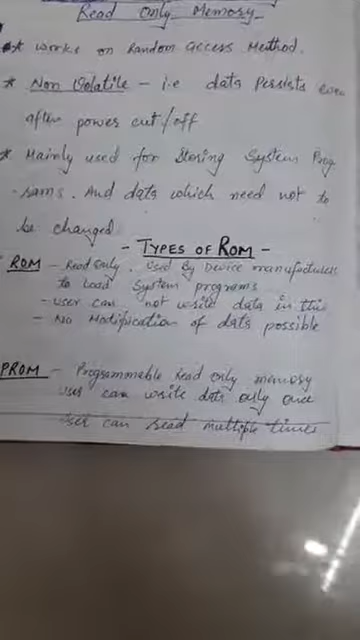 Read Only Memory
* works on Random access Method.
* Non Volatile - i.e data Persists even
after power cut/off
* Mainly used for Storing System Prog
-rams. And data which need not to
be changed
- TYPES OF ROM -
ROM - Read only. Used By Device manufacturers
to Load System programs
- User can not write data in this
- No Modification of data possible
PROM - Programmable Read only memory
User can write data only once
User can read multiple times